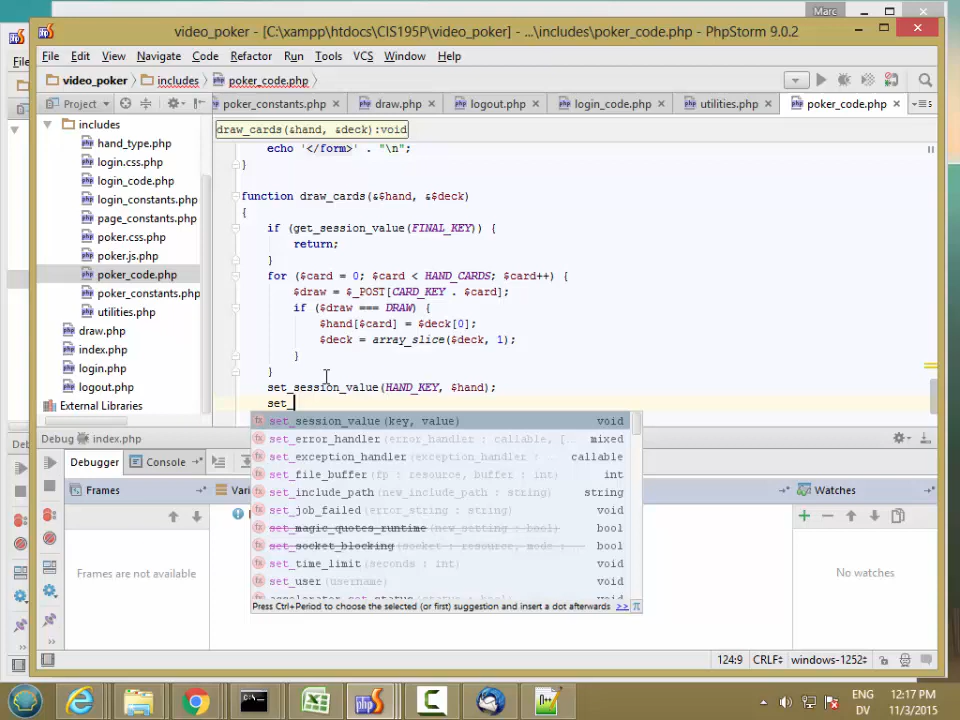 Marc
video_poker - [C:\xampp\htdocs\CIS195P\video_poker] - ...\includes\poker_code.php - PhpStorm 9.0.2
File Edit View Navigate Code Refactor Run Tools VCS Window Help
video_poker includes poker_code.php
Project poker_constants.php draw.php logout.php login_code.php utilities.php poker_code.php
includes
hand_type.php
login.css.php
login_code.php
login_constants.php
page_constants.php
poker.css.php
poker.js.php
poker_code.php
poker_constants.php
utilities.php
draw.php
index.php
login.php
logout.php
External Libraries
draw_cards(&hand, &deck):void
echo '</form>' . "\n";
}
function draw_cards(&$hand, &$deck)
{
if (get_session_value(FINAL_KEY)) {
return;
}
for ($card = 0; $card < HAND_CARDS; $card++) {
$draw = $_POST[CARD_KEY . $card];
if ($draw === DRAW) {
$hand[$card] = $deck[0];
$deck = array_slice($deck, 1);
}
}
set_session_value(HAND_KEY, $hand);
set_
set_session_value(key, value) void
set_error_handler(error_handler : callable, [... mixed
set_exception_handler(exception_handler : ... callable
set_file_buffer(fp : resource, buffer : int) int
set_include_path(new_include_path : string) string
set_job_failed(error_string : string) void
set_magic_quotes_runtime(new_setting : bool) bool
set_socket_blocking(socket : resource, mode : ... bool
set_time_limit(seconds : int) void
set_user(username) void
Press Ctrl+Period to choose the selected (or first) suggestion and insert a dot afterwards >> π
Debug index.php
Debugger Console
Frames Vari Watches
Frames are not available
No watches
124:9 CRLF windows-1252
ENG
DV
12:17 PM
11/3/2015